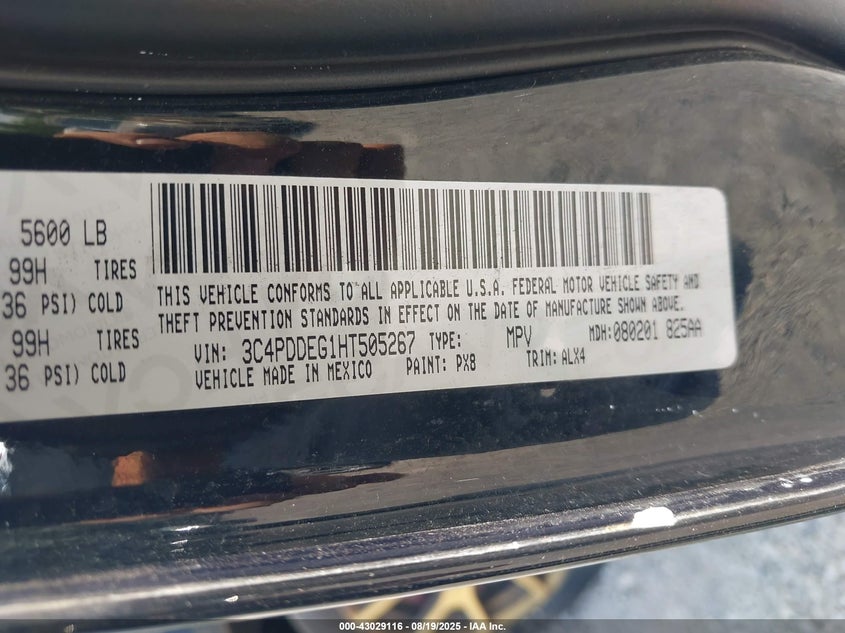 5600 LB
99H TIRES
36 PSI) COLD
99H TIRES
36 PSI) COLD
THIS VEHICLE CONFORMS TO ALL APPLICABLE U.S.A. FEDERAL MOTOR VEHICLE SAFETY AND
THEFT PREVENTION STANDARDS IN EFFECT ON THE DATE OF MANUFACTURE SHOWN ABOVE.
VIN: 3C4PDDEG1HT505267 TYPE: MPV MDH:080201 825AA
VEHICLE MADE IN MEXICO PAINT: PX8 TRIM: ALX4
000-43029116 - 08/19/2025 - IAA Inc.